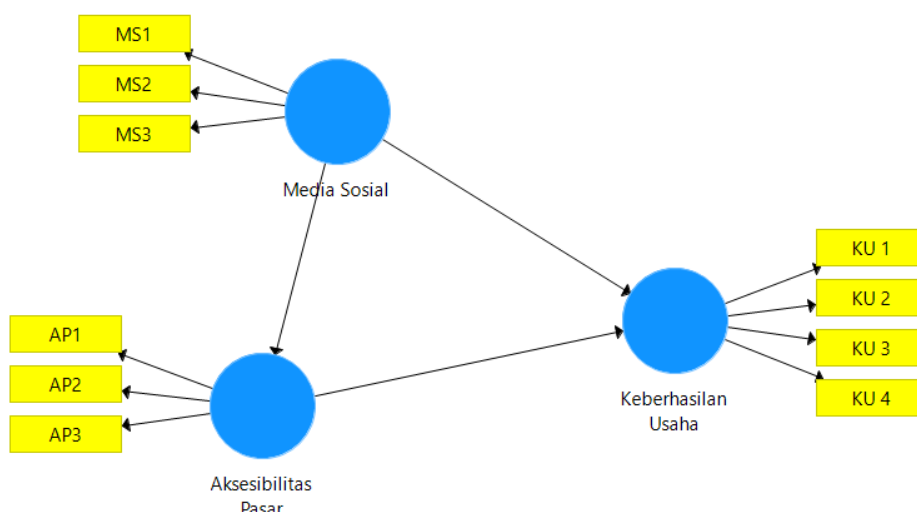 MS1
MS2
MS3
Media Sosial
KU 1
KU 2
KU 3
KU 4
Keberhasilan
Usaha
AP1
AP2
AP3
Aksesibilitas
Pasar